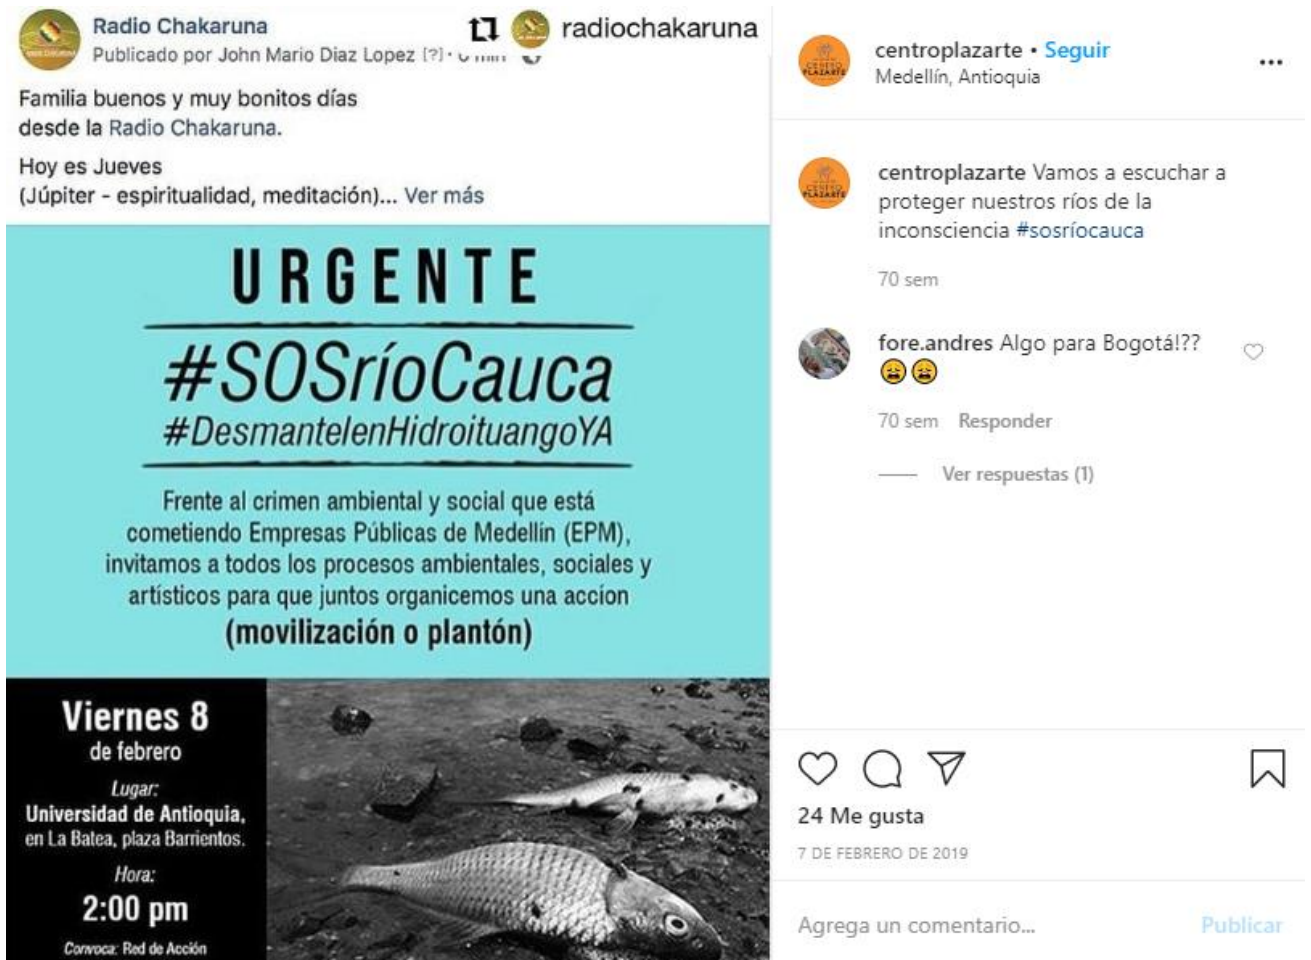 Radio Chakaruna
Publicado por John Mario Diaz Lopez [?] ·
radiochakaruna
Familia buenos y muy bonitos días
desde la Radio Chakaruna.
Hoy es Jueves
(Júpiter - espiritualidad, meditación)... Ver más
URGENTE
#SOSríoCauca
#DesmantelenHidroituangoYA
Frente al crimen ambiental y social que está
cometiendo Empresas Públicas de Medellín (EPM),
invitamos a todos los procesos ambientales, sociales y
artísticos para que juntos organicemos una accion
(movilización o plantón)
Viernes 8
de febrero
Lugar:
Universidad de Antioquia,
en La Batea, plaza Barrientos.
Hora:
2:00 pm
Convoca: Red de Acción
centroplazarte • Seguir
Medellín, Antioquia
centroplazarte Vamos a escuchar a
proteger nuestros ríos de la
inconsciencia #sosríocauca
70 sem
fore.andres Algo para Bogotá!??
😩😩
70 sem Responder
Ver respuestas (1)
24 Me gusta
7 DE FEBRERO DE 2019
Agrega un comentario... Publicar